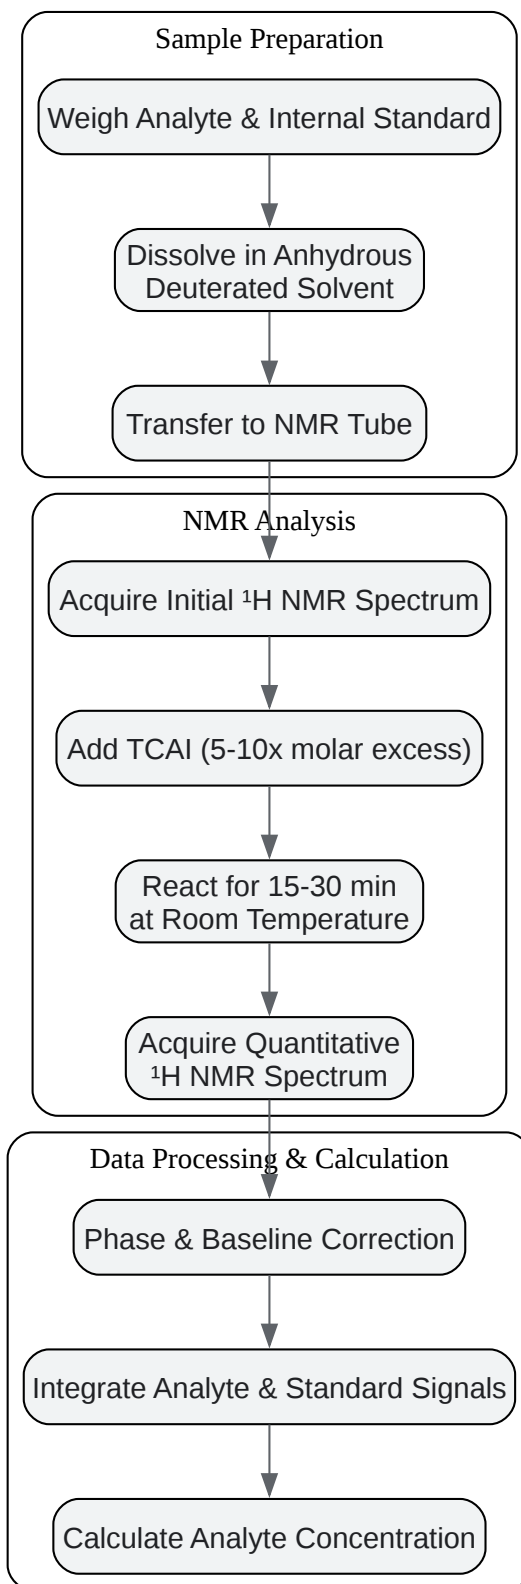 Sample Preparation
Weigh Analyte & Internal Standard
Dissolve in Anhydrous
Deuterated Solvent
Transfer to NMR Tube
NMR Analysis
Acquire Initial ¹H NMR Spectrum
Add TCAI (5-10x molar excess)
React for 15-30 min
at Room Temperature
Acquire Quantitative
¹H NMR Spectrum
Data Processing & Calculation
Phase & Baseline Correction
Integrate Analyte & Standard Signals
Calculate Analyte Concentration